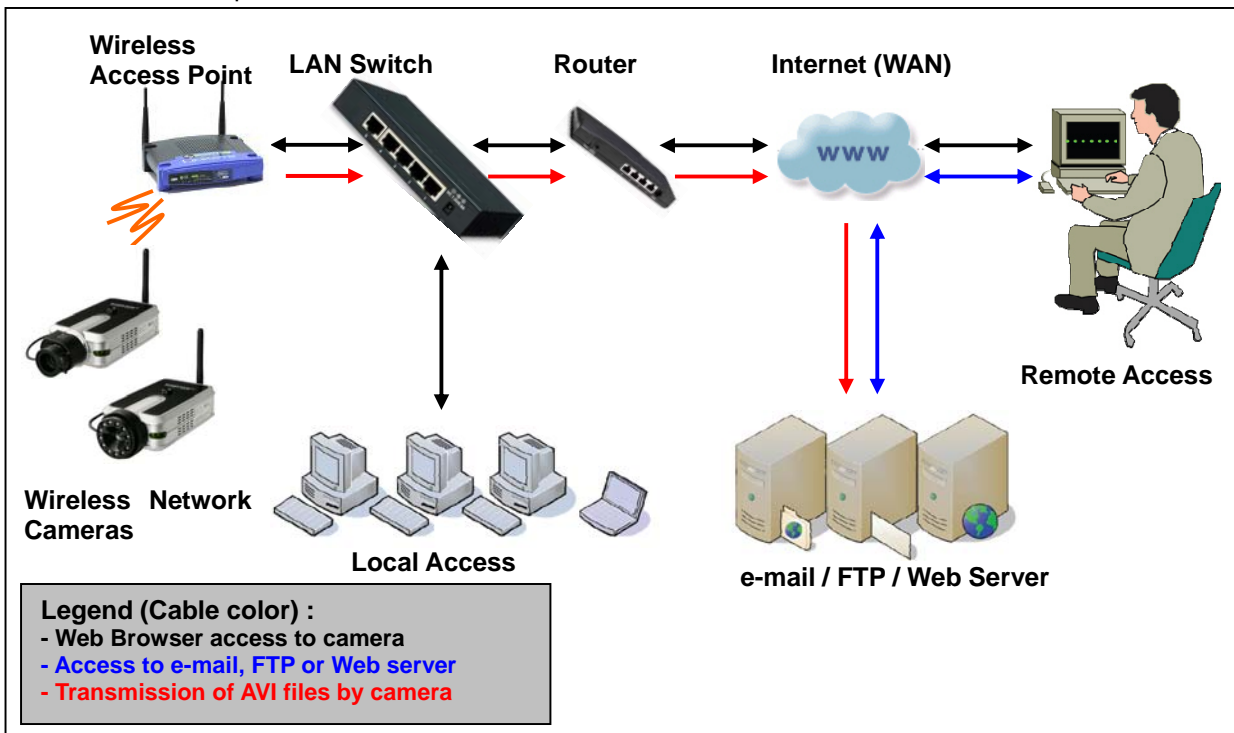 Wireless
Access Point
LAN Switch
Router
Internet (WAN)
www
Remote Access
Wireless Network
Cameras
Local Access
e-mail / FTP / Web Server
Legend (Cable color) :
- Web Browser access to camera
- Access to e-mail, FTP or Web server
- Transmission of AVI files by camera